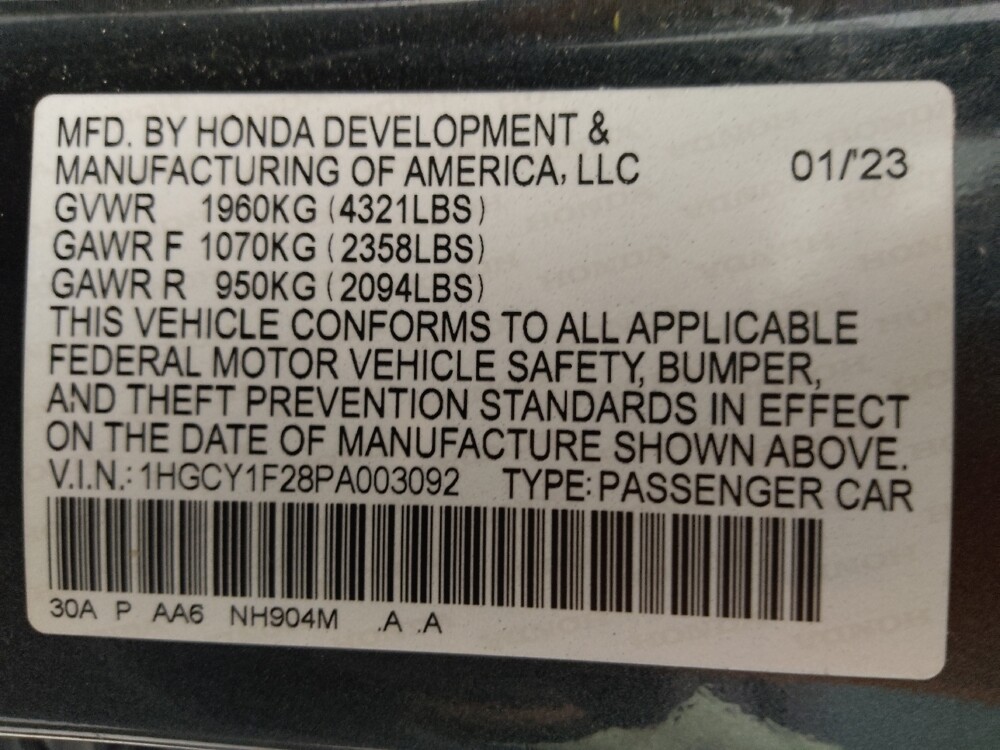 MFD. BY HONDA DEVELOPMENT &
MANUFACTURING OF AMERICA, LLC 01/'23
GVWR 1960KG (4321LBS)
GAWR F 1070KG (2358LBS)
GAWR R 950KG (2094LBS)
THIS VEHICLE CONFORMS TO ALL APPLICABLE
FEDERAL MOTOR VEHICLE SAFETY, BUMPER,
AND THEFT PREVENTION STANDARDS IN EFFECT
ON THE DATE OF MANUFACTURE SHOWN ABOVE.
V.I.N.: 1HGCY1F28PA003092 TYPE: PASSENGER CAR
30A P AA6 NH904M .A .A